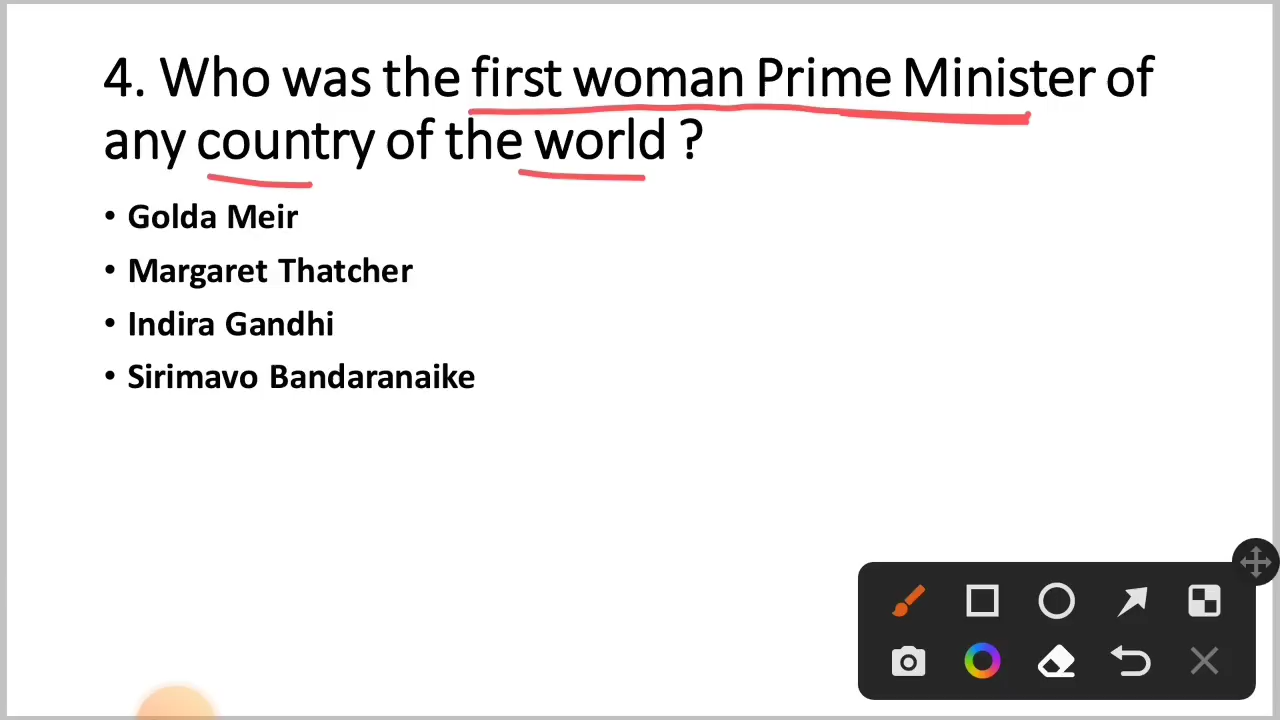 4. Who was the first woman Prime Minister of
any country of the world ?
• Golda Meir
• Margaret Thatcher
• Indira Gandhi
• Sirimavo Bandaranaike